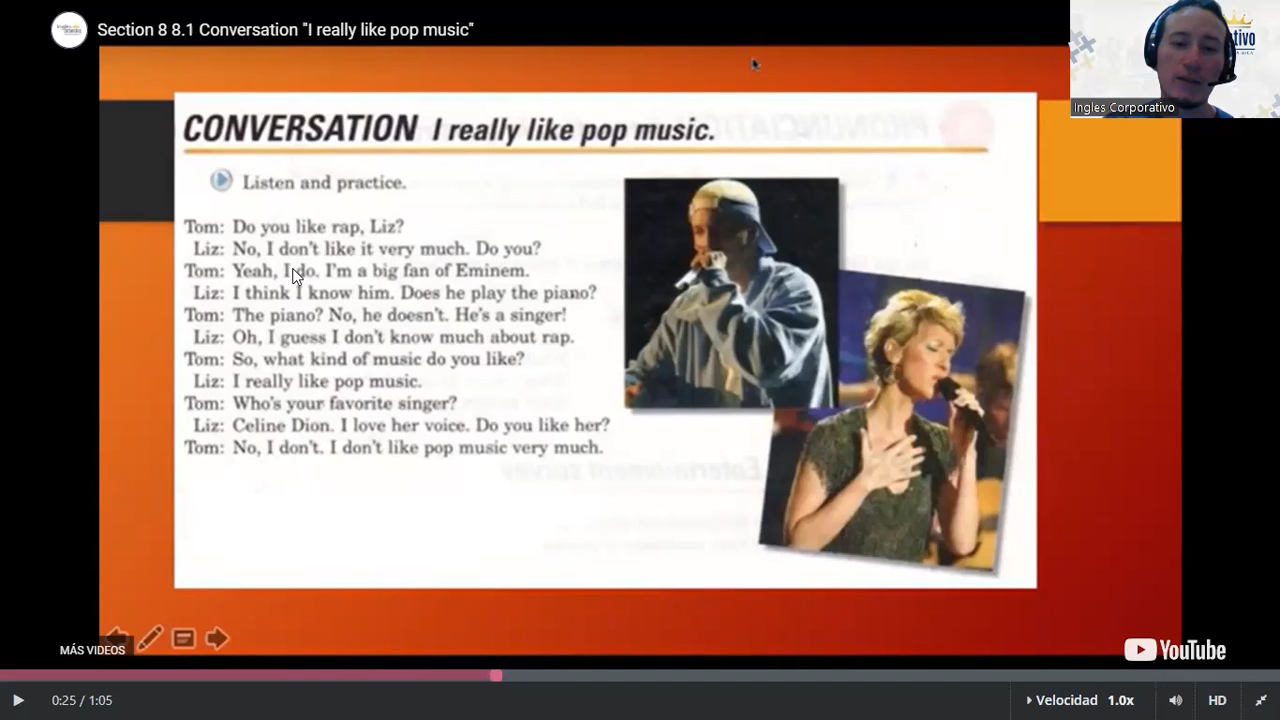 Section 8 8.1 Conversation "I really like pop music"
Ingles Corporativo
CONVERSATION I really like pop music.
Listen and practice.
Tom: Do you like rap, Liz?
Liz: No, I don't like it very much. Do you?
Tom: Yeah, I do. I'm a big fan of Eminem.
Liz: I think I know him. Does he play the piano?
Tom: The piano? No, he doesn't. He's a singer!
Liz: Oh, I guess I don't know much about rap.
Tom: So, what kind of music do you like?
Liz: I really like pop music.
Tom: Who's your favorite singer?
Liz: Celine Dion. I love her voice. Do you like her?
Tom: No, I don't. I don't like pop music very much.
MÁS VIDEOS
YouTube
0:25 / 1:05
Velocidad 1.0x
HD